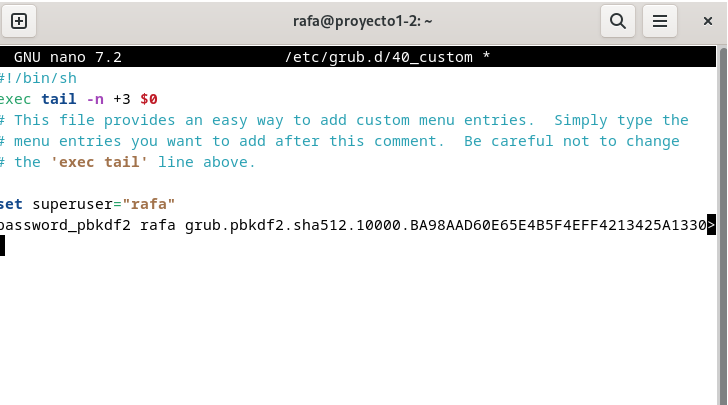 rafa@proyecto1-2: ~
GNU nano 7.2 /etc/grub.d/40_custom *
#!/bin/sh
exec tail -n +3 $0
# This file provides an easy way to add custom menu entries.  Simply type the
# menu entries you want to add after this comment.  Be careful not to change
# the 'exec tail' line above.
set superuser="rafa"
password_pbkdf2 rafa grub.pbkdf2.sha512.10000.BA98AAD60E65E4B5F4EFF4213425A1330>